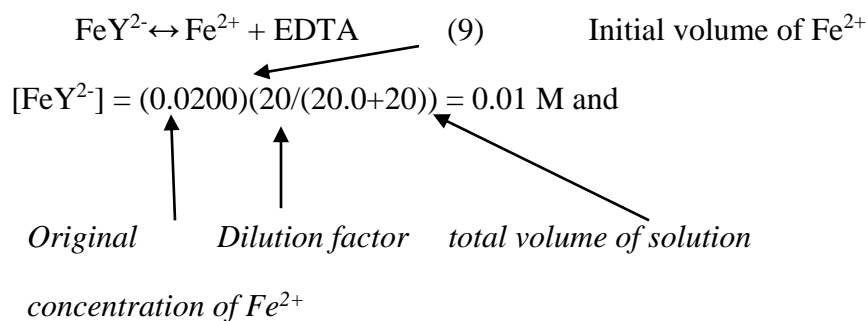 FeY²⁻↔Fe²⁺ + EDTA (9) Initial volume of Fe²⁺
[FeY²⁻] = (0.0200)(20/(20.0+20)) = 0.01 M and
Original Dilution factor total volume of solution
concentration of Fe²⁺